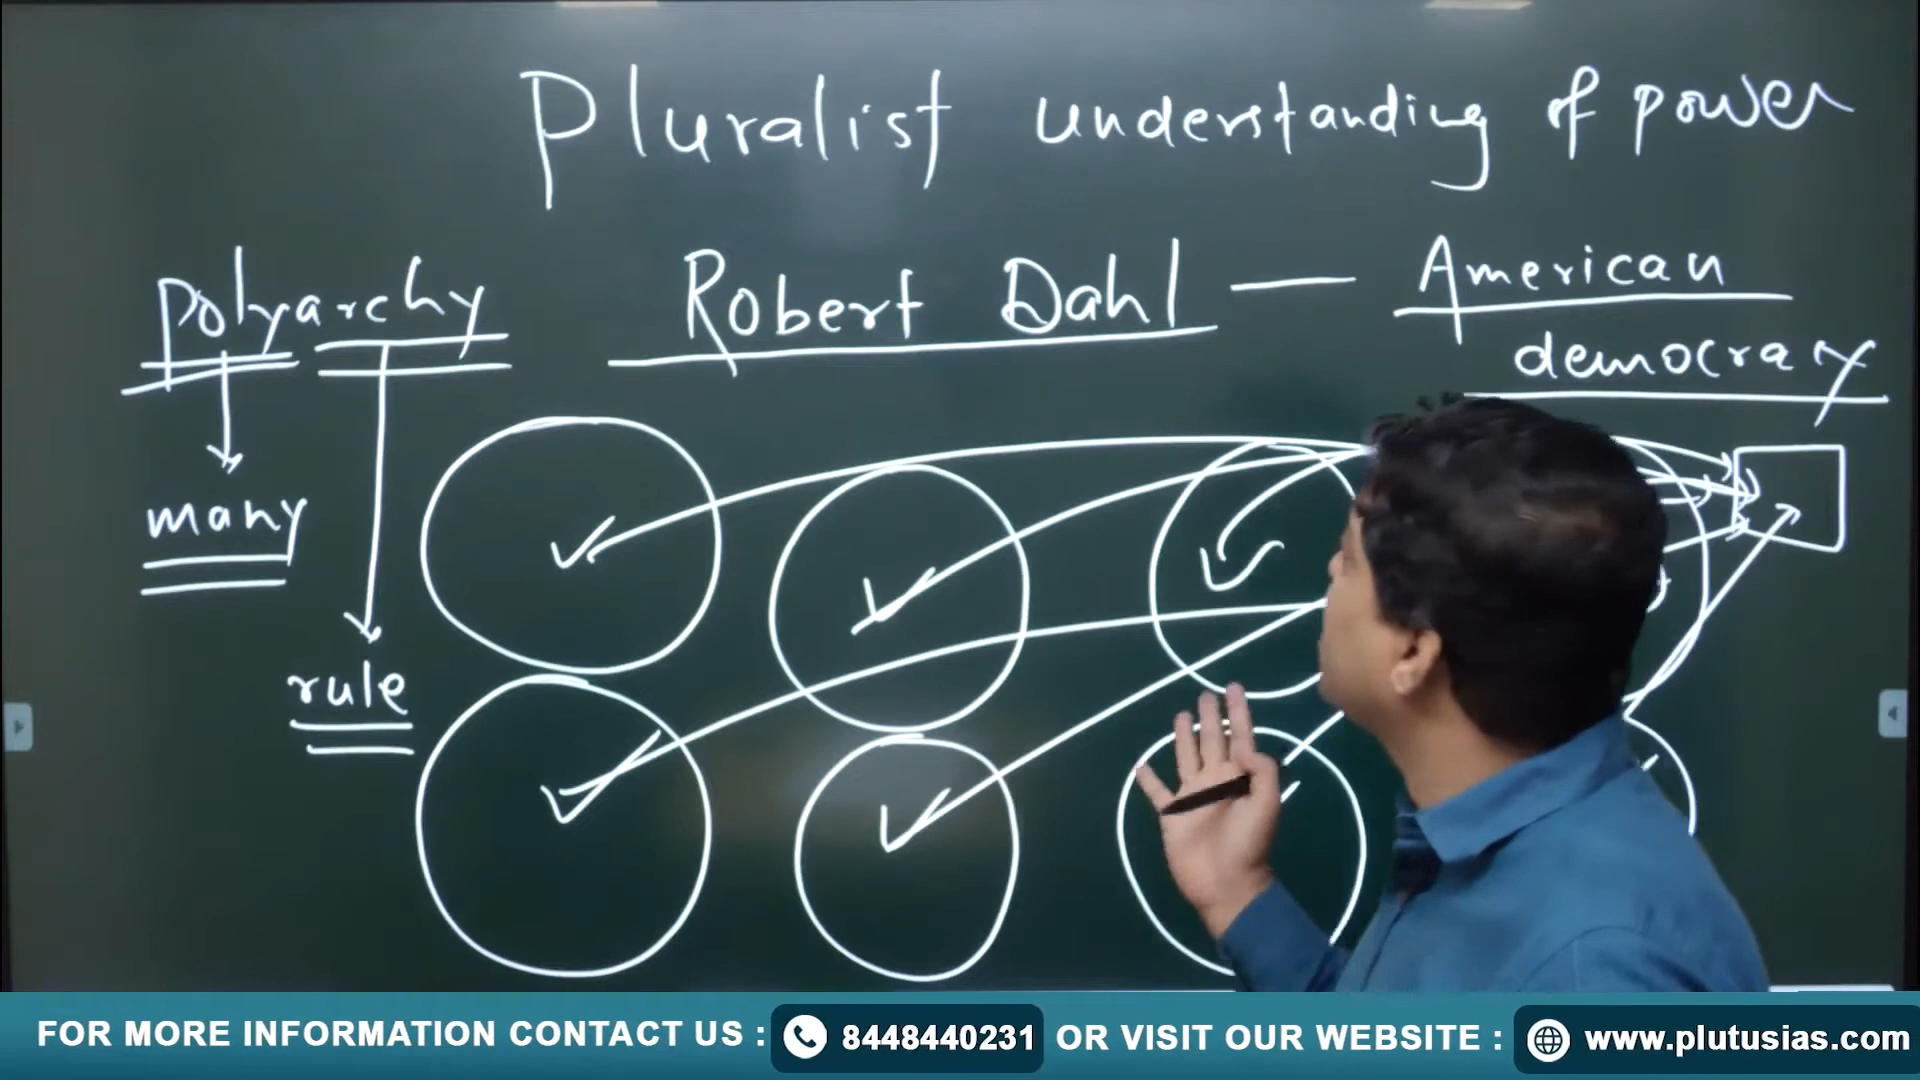 Pluralist understanding of power
polyarchy Robert Dahl — American
democracy
many
rule
FOR MORE INFORMATION CONTACT US : 8448440231 OR VISIT OUR WEBSITE : www.plutusias.com